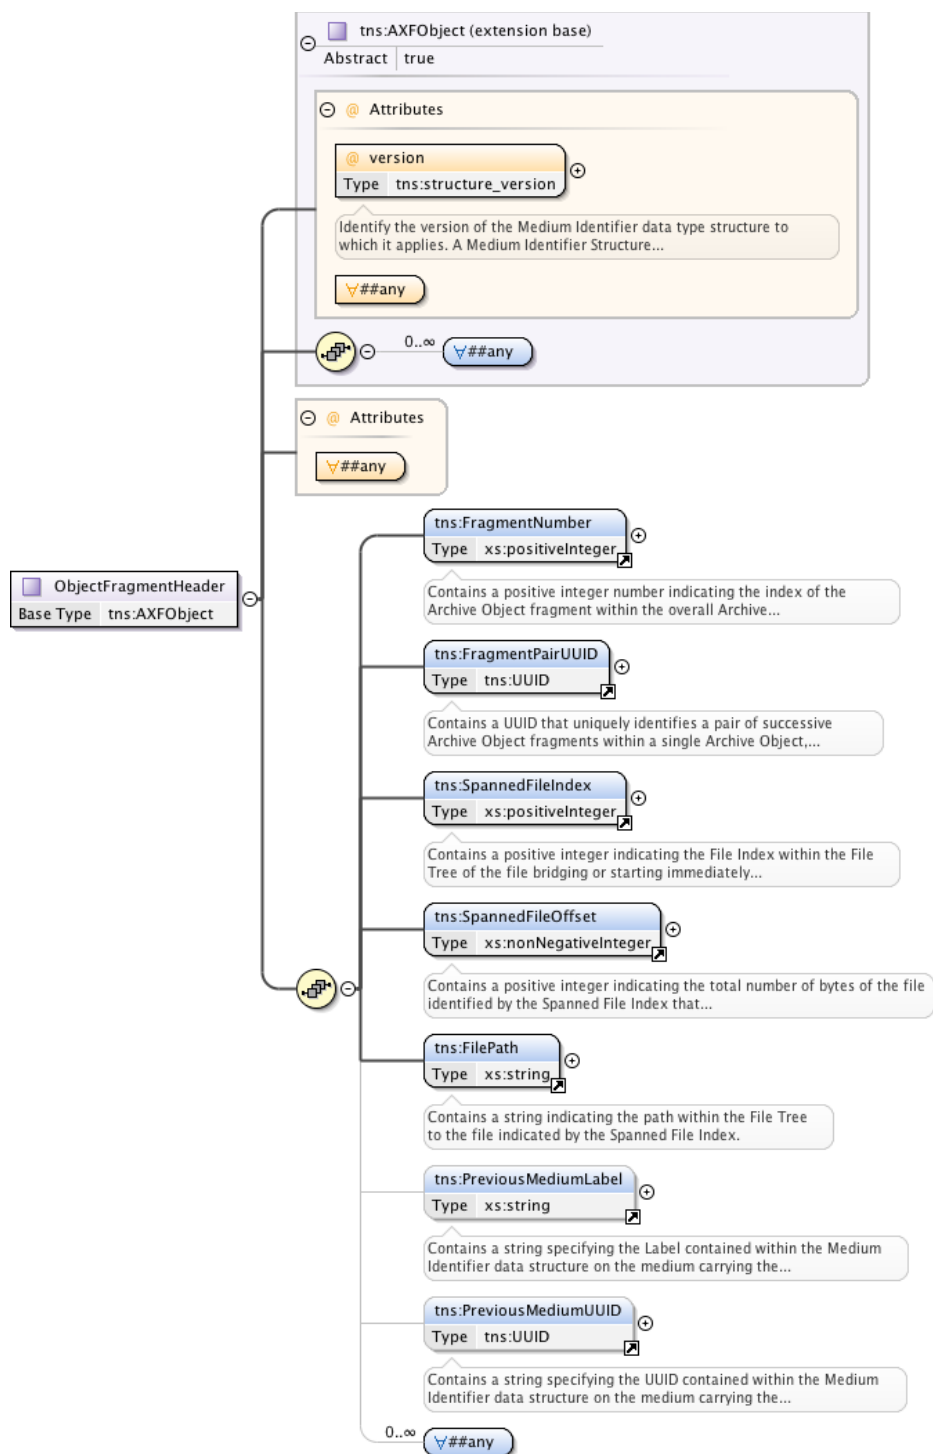 tns:AXFObject (extension base)
Abstract true
@ Attributes
@ version
Type tns:structure_version
Identify the version of the Medium Identifier data type structure to
which it applies. A Medium Identifier Structure...
∀##any
0..∞ ∀##any
@ Attributes
∀##any
ObjectFragmentHeader
Base Type tns:AXFObject
tns:FragmentNumber
Type xs:positiveInteger
Contains a positive integer number indicating the index of the
Archive Object fragment within the overall Archive...
tns:FragmentPairUUID
Type tns:UUID
Contains a UUID that uniquely identifies a pair of successive
Archive Object fragments within a single Archive Object,...
tns:SpannedFileIndex
Type xs:positiveInteger
Contains a positive integer indicating the File Index within the File
Tree of the file bridging or starting immediately...
tns:SpannedFileOffset
Type xs:nonNegativeInteger
Contains a positive integer indicating the total number of bytes of the file
identified by the Spanned File Index that...
tns:FilePath
Type xs:string
Contains a string indicating the path within the File Tree
to the file indicated by the Spanned File Index.
tns:PreviousMediumLabel
Type xs:string
Contains a string specifying the Label contained within the Medium
Identifier data structure on the medium carrying the...
tns:PreviousMediumUUID
Type tns:UUID
Contains a string specifying the UUID contained within the Medium
Identifier data structure on the medium carrying the...
0..∞ ∀##any